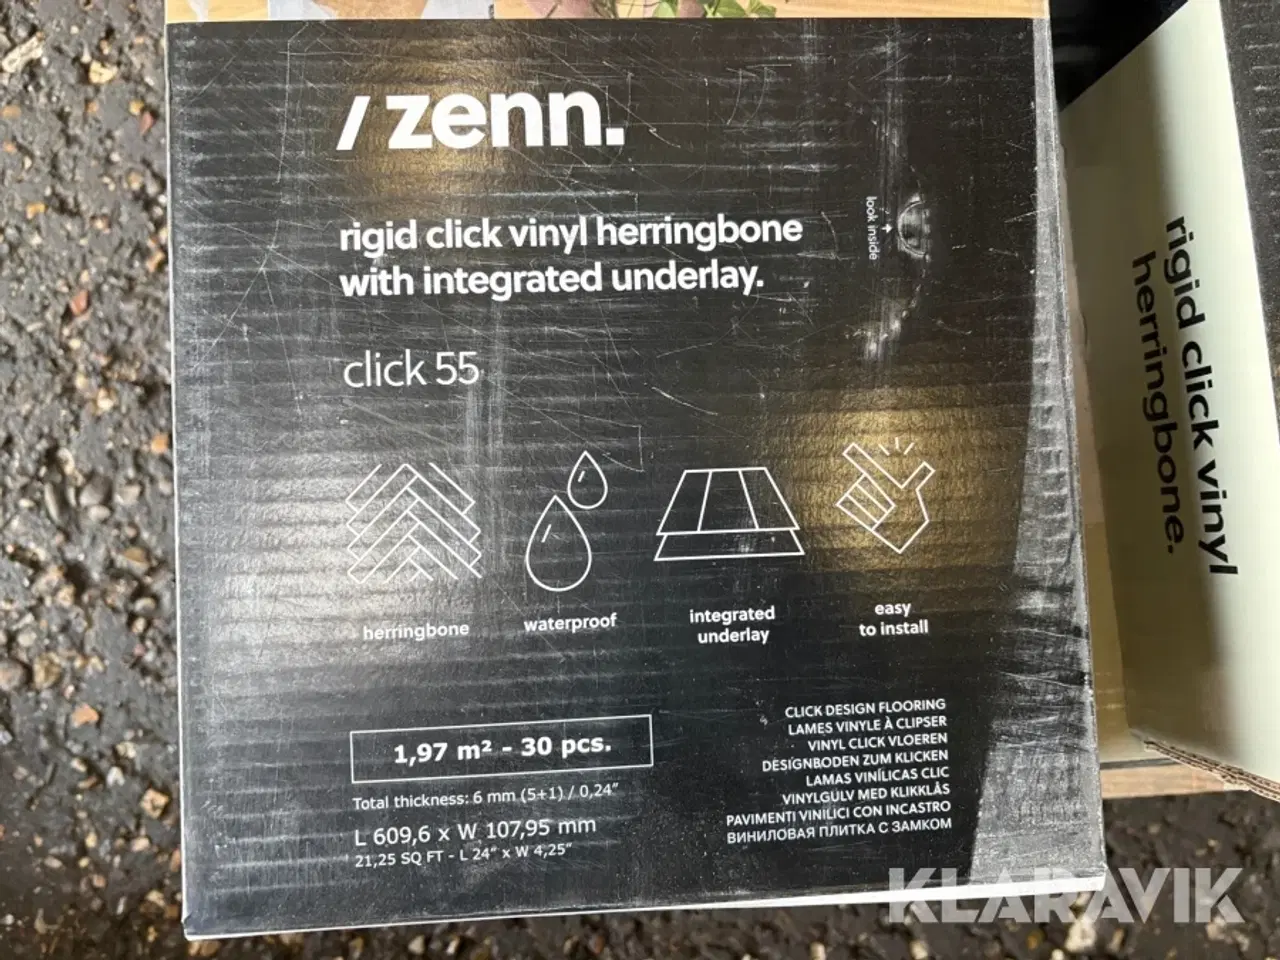 / zenn.
rigid click vinyl herringbone
with integrated underlay.
look inside
click 55
herringbone
waterproof
integrated
underlay
easy
to install
1,97 m² - 30 pcs.
Total thickness: 6 mm (5+1) / 0,24"
L 609,6 x W 107,95 mm
21,25 SQ FT - L 24" x W 4,25"
CLICK DESIGN FLOORING
LAMES VINYLE À CLIPSER
VINYL CLICK VLOEREN
DESIGNBODEN ZUM KLICKEN
LAMAS VINÍLICAS CLIC
VINYLGULV MED KLIKKLÅS
PAVIMENTI VINILICI CON INCASTRO
ВИНИЛОВАЯ ПЛИТКА С ЗАМКОМ
rigid click vinyl
herringbone.
KLARAVIK